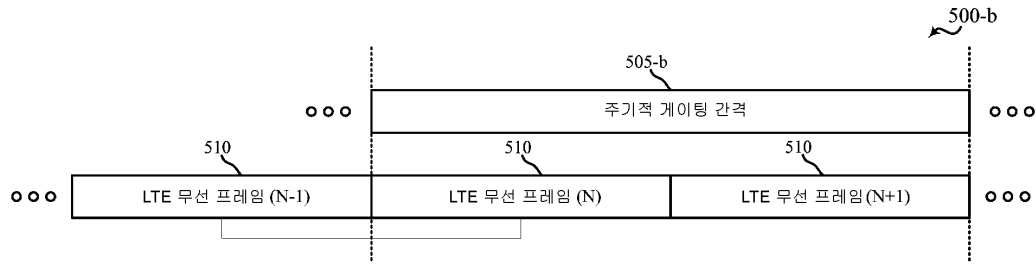 500-b
505-b
주기적 게이팅 간격
510 510 510
LTE 무선 프레임 (N-1) LTE 무선 프레임 (N) LTE 무선 프레임 (N+1)